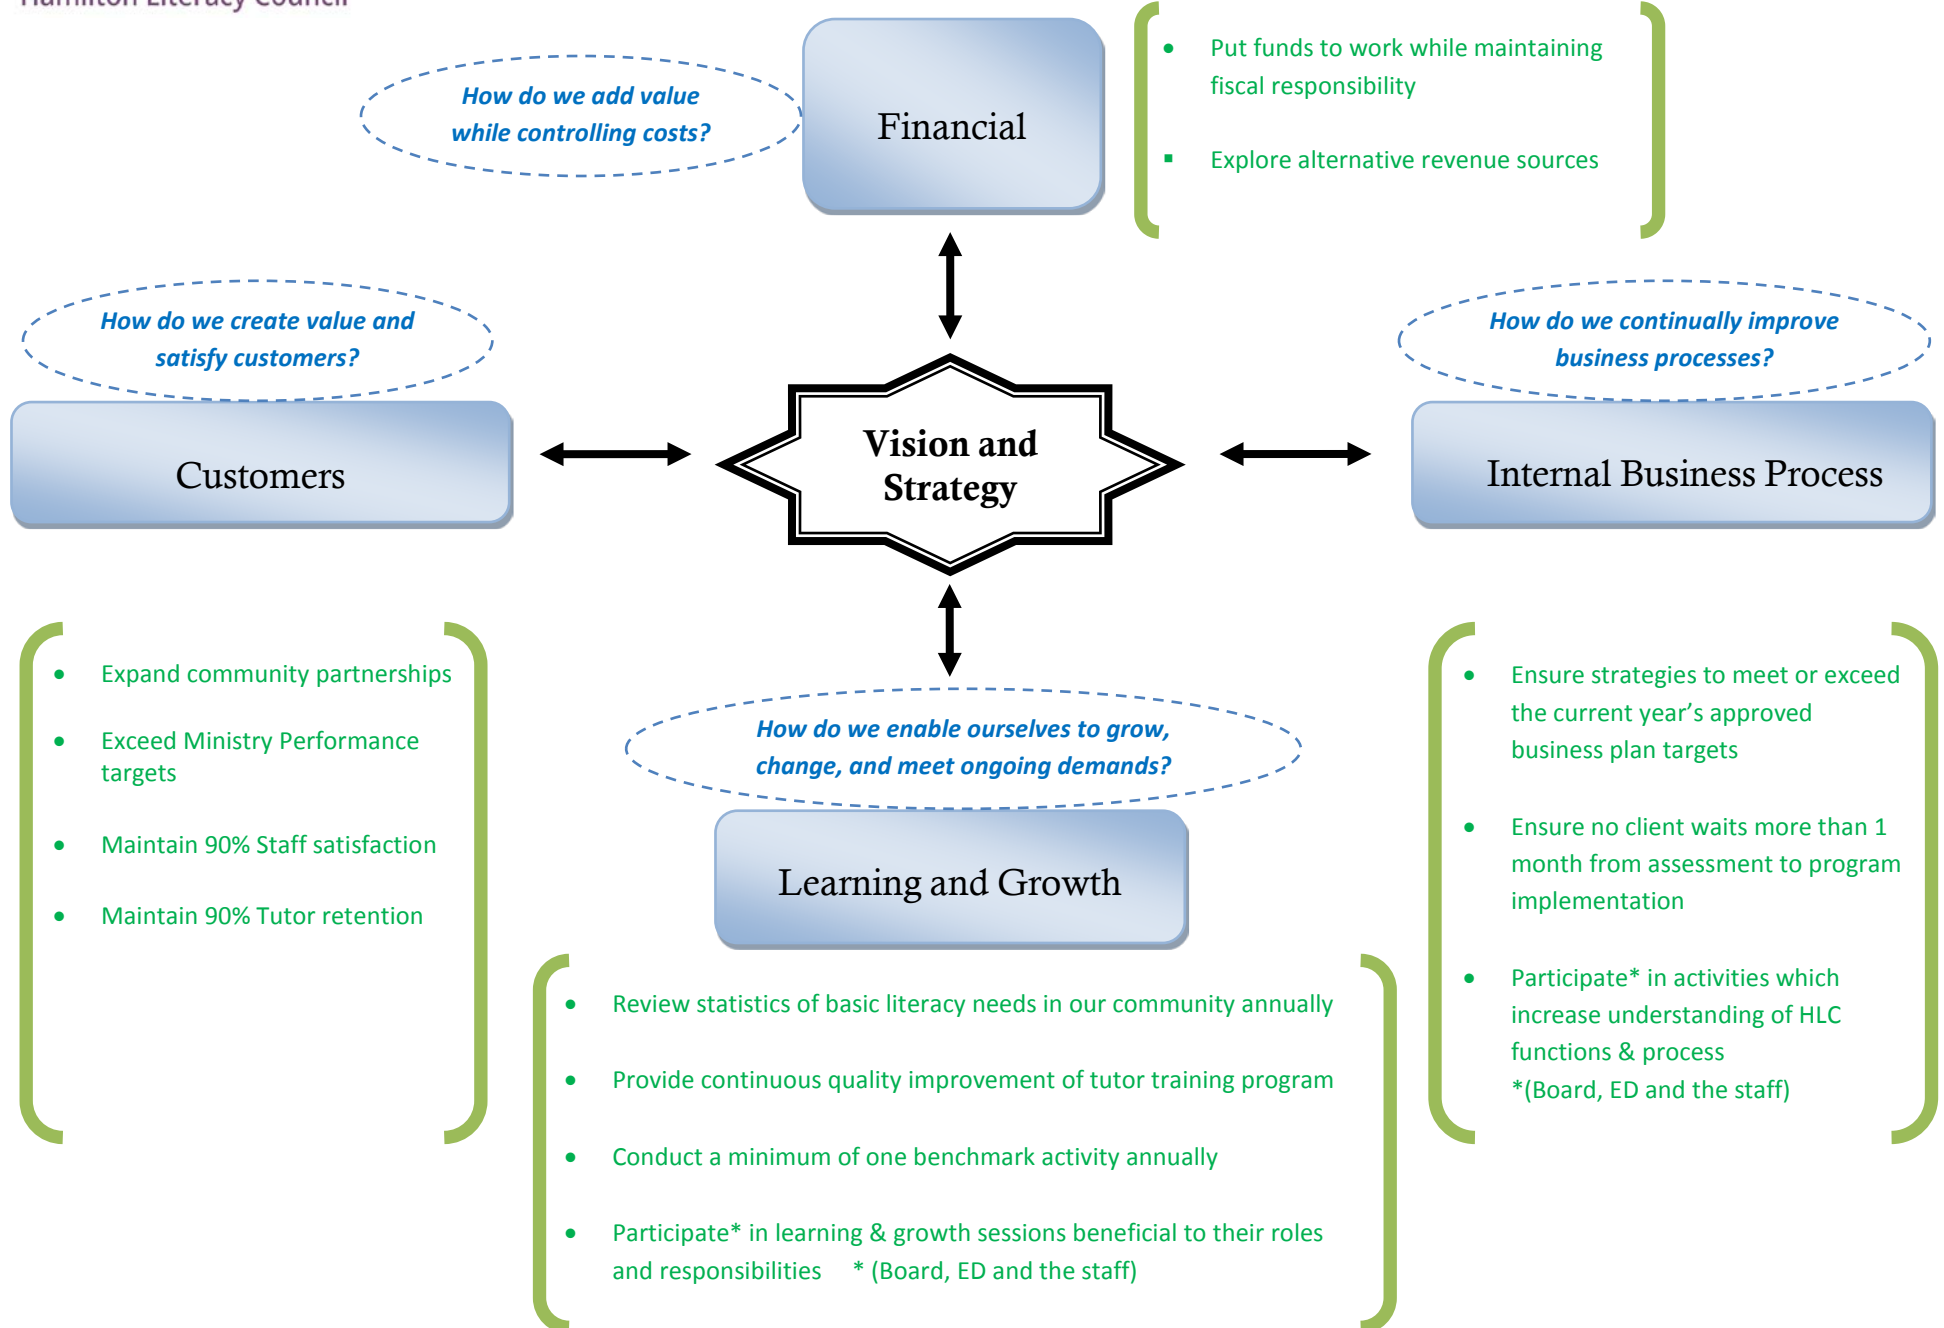 Hamilton Literacy Council
How do we add value
while controlling costs?
Financial
• Put funds to work while maintaining
fiscal responsibility
▪ Explore alternative revenue sources
How do we create value and
satisfy customers?
Customers
Vision and
Strategy
How do we continually improve
business processes?
Internal Business Process
• Expand community partnerships
• Exceed Ministry Performance
targets
• Maintain 90% Staff satisfaction
• Maintain 90% Tutor retention
How do we enable ourselves to grow,
change, and meet ongoing demands?
Learning and Growth
• Review statistics of basic literacy needs in our community annually
• Provide continuous quality improvement of tutor training program
• Conduct a minimum of one benchmark activity annually
• Participate* in learning & growth sessions beneficial to their roles
and responsibilities * (Board, ED and the staff)
• Ensure strategies to meet or exceed
the current year’s approved
business plan targets
• Ensure no client waits more than 1
month from assessment to program
implementation
• Participate* in activities which
increase understanding of HLC
functions & process
*(Board, ED and the staff)